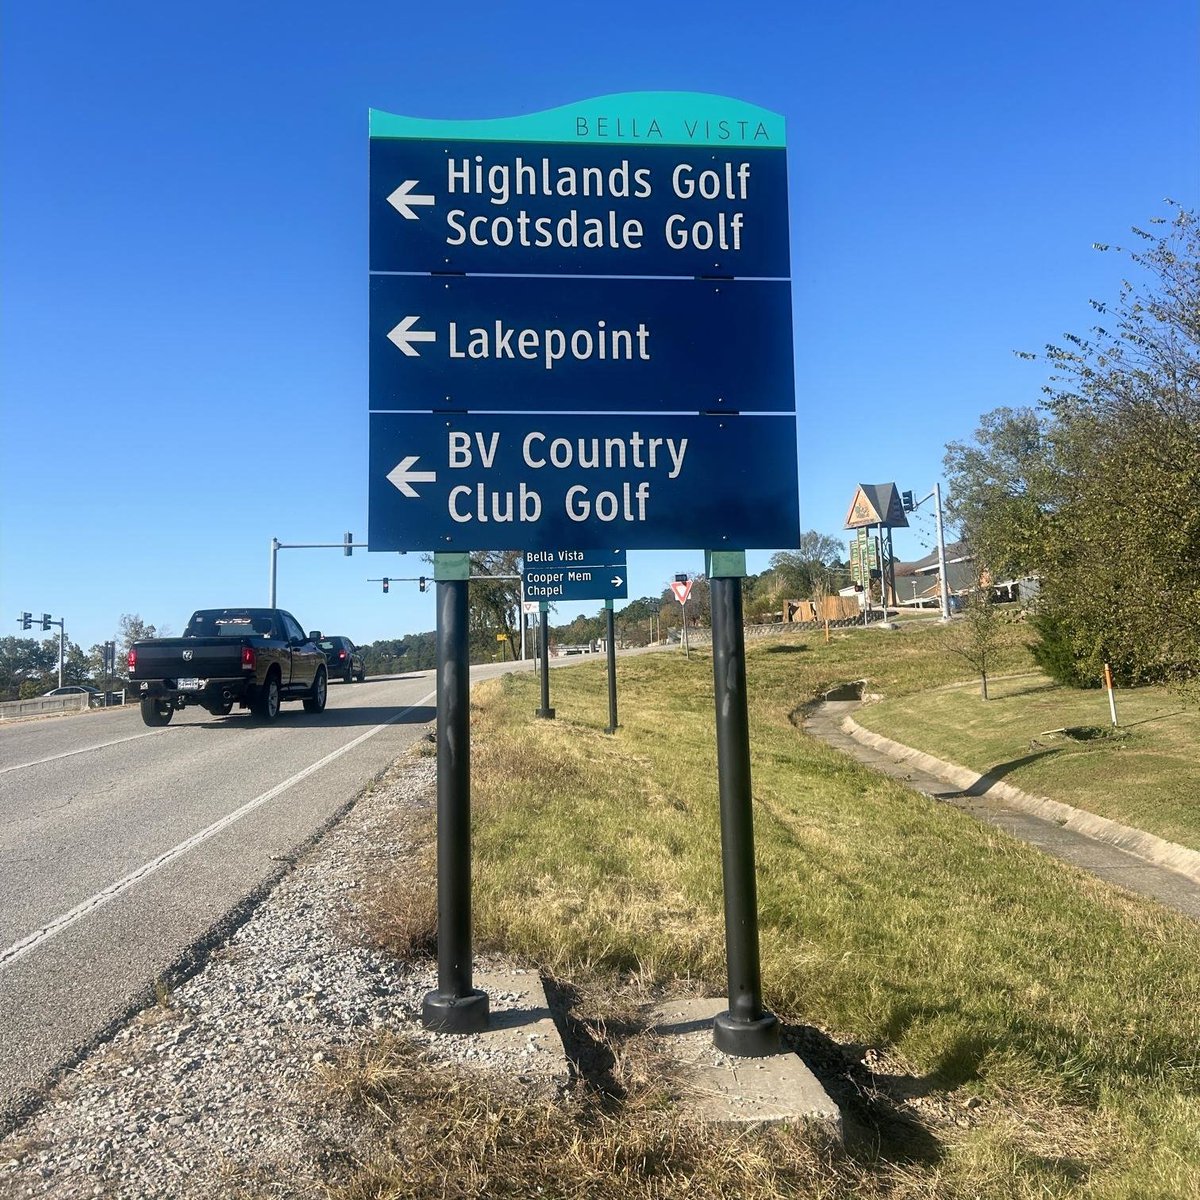 BELLA VISTA
Highlands Golf
Scotsdale Golf
Lakepoint
BV Country
Club Golf
Bella Vista
Cooper Mem
Chapel